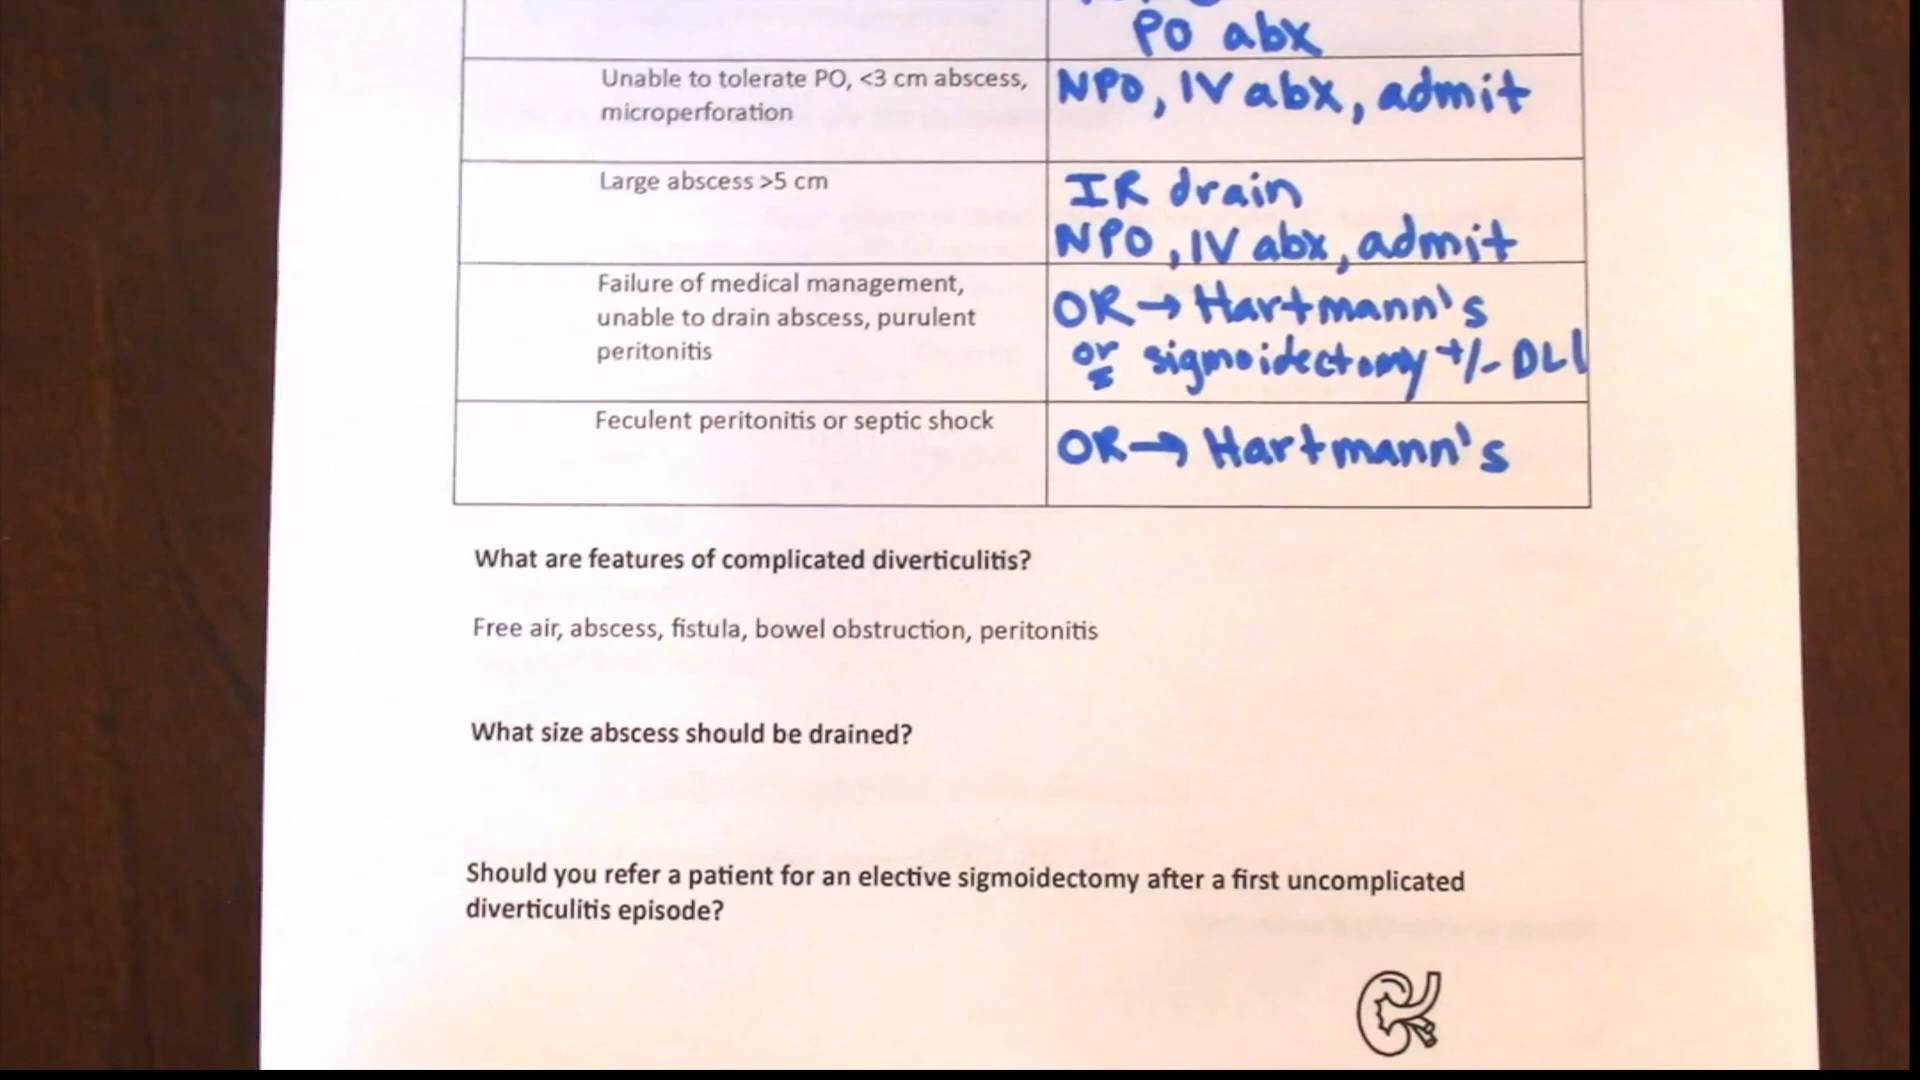 PO abx
Unable to tolerate PO, <3 cm abscess,
microperforation
NPO, IV abx, admit
Large abscess >5 cm
IR drain
NPO, IV abx, admit
Failure of medical management,
unable to drain abscess, purulent
peritonitis
OR → Hartmann's
or sigmoidectomy +/- DLI
Feculent peritonitis or septic shock
OR → Hartmann's
What are features of complicated diverticulitis?
Free air, abscess, fistula, bowel obstruction, peritonitis
What size abscess should be drained?
Should you refer a patient for an elective sigmoidectomy after a first uncomplicated
diverticulitis episode?